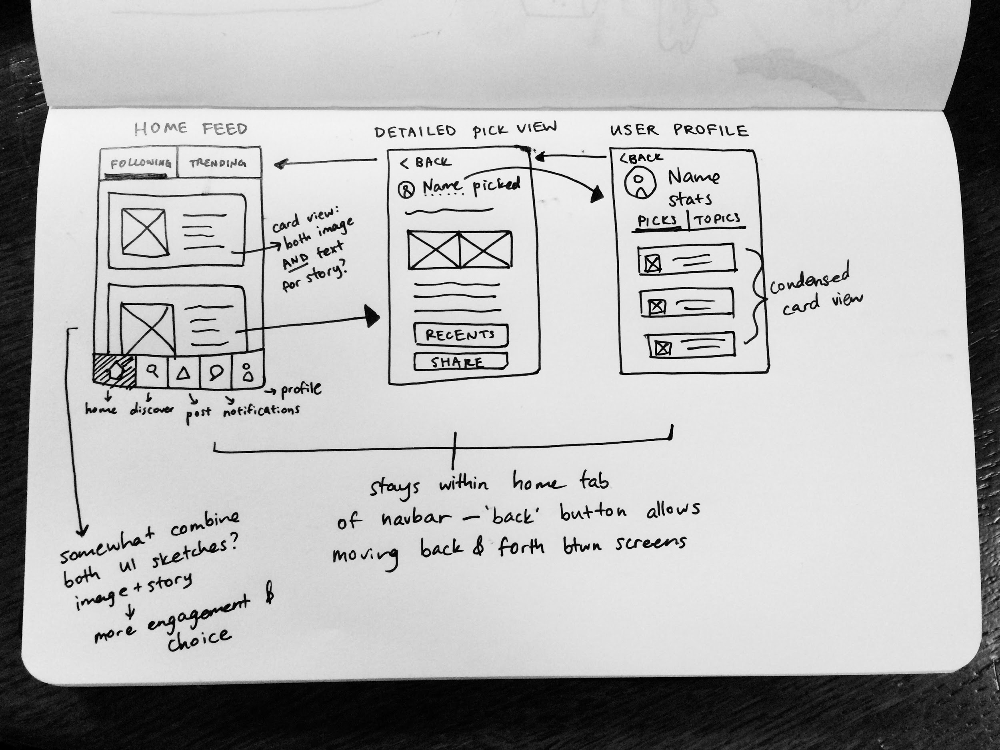 HOME FEED
FOLLOWING TRENDING
card view:
both image
AND text
for story?
home discover post notifications profile
DETAILED PICK VIEW
< BACK
Name picked
RECENTS
SHARE
USER PROFILE
<BACK
Name
stats
PICKS | TOPICS
condensed
card view
stays within home tab
of navbar – 'back' button allows
moving back & forth btwn screens
somewhat combine
both UI sketches?
image + story
more engagement &
choice